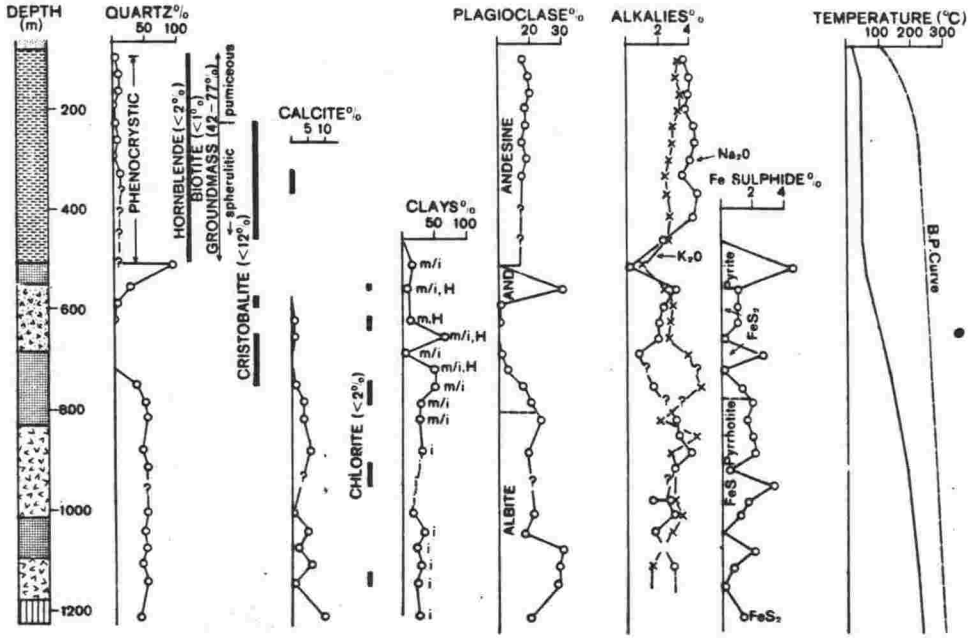 DEPTH (m)
200
400
600
800
1000
1200
QUARTZ%
50 100
PHENOCRYSTIC
?
?
?
HORNBLENDE (<2%)
BIOTITE (<1%)
GROUNDMASS (42-77%)
spherulitic
pumiceous
CRISTOBALITE (<12%)
CALCITE%
5 10
?
CHLORITE (<2%)
CLAYS%
50 100
m/i
m/i, H
m.H
m/i,H
m/i
m/i,H
m/i
m/i
m/i
i
i
i
i
i
i
PLAGIOCLASE%
10 30
ANDESINE
?
?
AND
ALBITE
?
ALKALIES%
2 4
Na₂O
K₂O
?
?
?
Fe SULPHIDE%
2 4
Pyrite
FeS₂
Pyrrhotite
FeS
FeS₂
TEMPERATURE (°C)
100 200 300
B.P.Curve